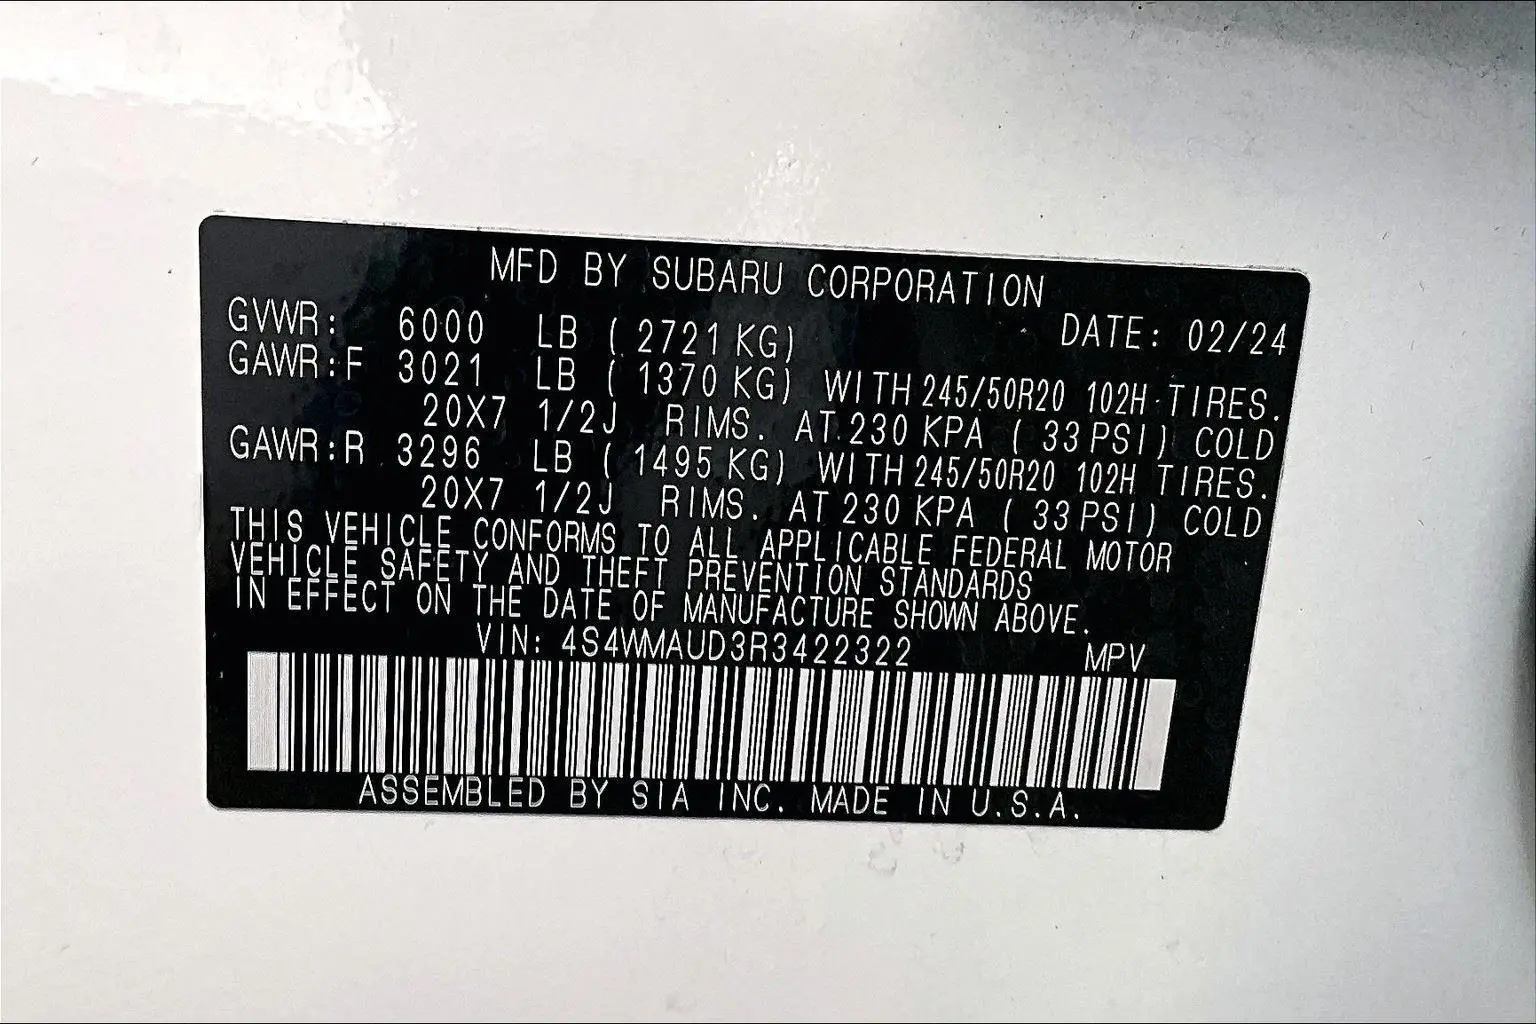 MFD BY SUBARU CORPORATION
GVWR: 6000 LB ( 2721 KG) DATE: 02/24
GAWR:F 3021 LB ( 1370 KG) WITH 245/50R20 102H TIRES.
20X7 1/2J RIMS. AT 230 KPA ( 33 PSI) COLD
GAWR:R 3296 LB ( 1495 KG) WITH 245/50R20 102H TIRES.
20X7 1/2J RIMS. AT 230 KPA ( 33 PSI) COLD
THIS VEHICLE CONFORMS TO ALL APPLICABLE FEDERAL MOTOR
VEHICLE SAFETY AND THEFT PREVENTION STANDARDS
IN EFFECT ON THE DATE OF MANUFACTURE SHOWN ABOVE.
VIN: 4S4WMAUD3R3422322 MPV
ASSEMBLED BY SIA INC. MADE IN U.S.A.